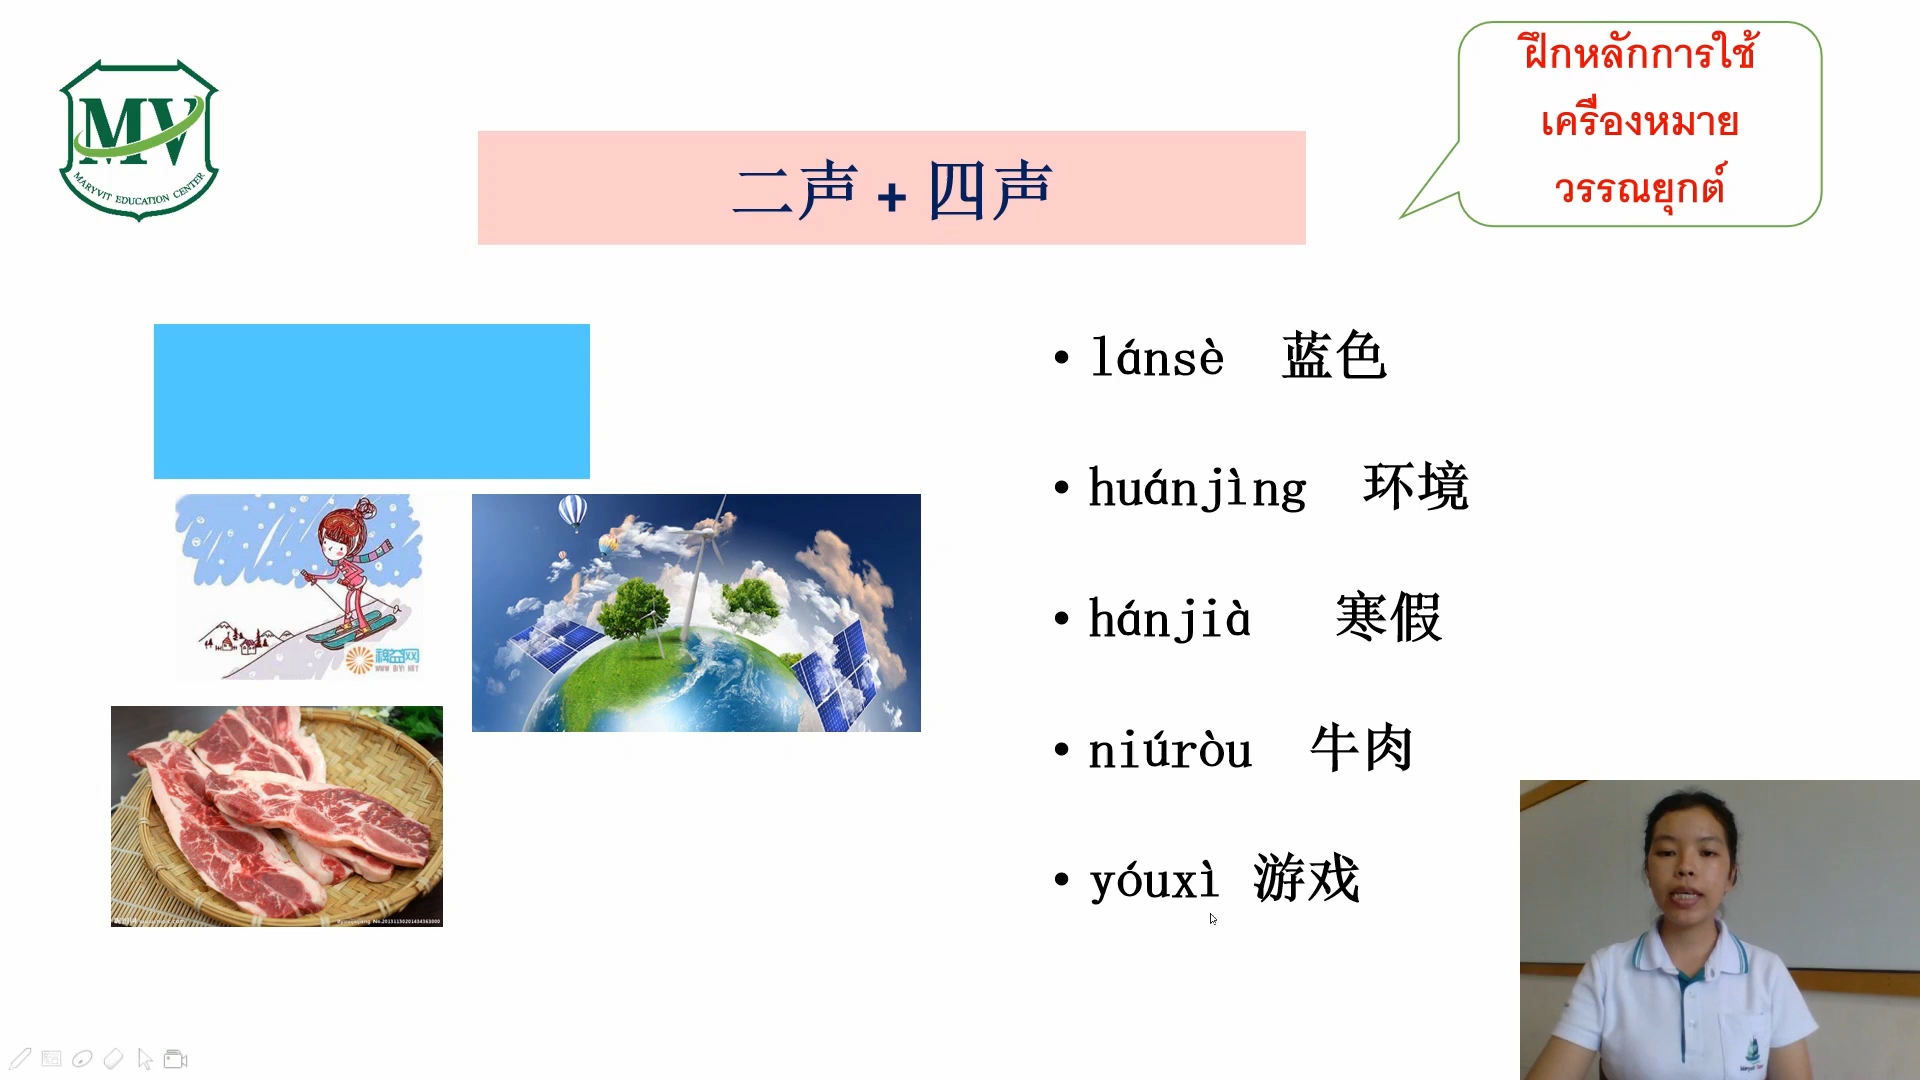 MV
MARYVIT EDUCATION CENTER
ฝึกหลักการใช้
เครื่องหมาย
วรรณยุกต์
二声 + 四声
• lánsè 蓝色
• huánjìng 环境
• hánjià 寒假
• niúròu 牛肉
• yóuxì 游戏